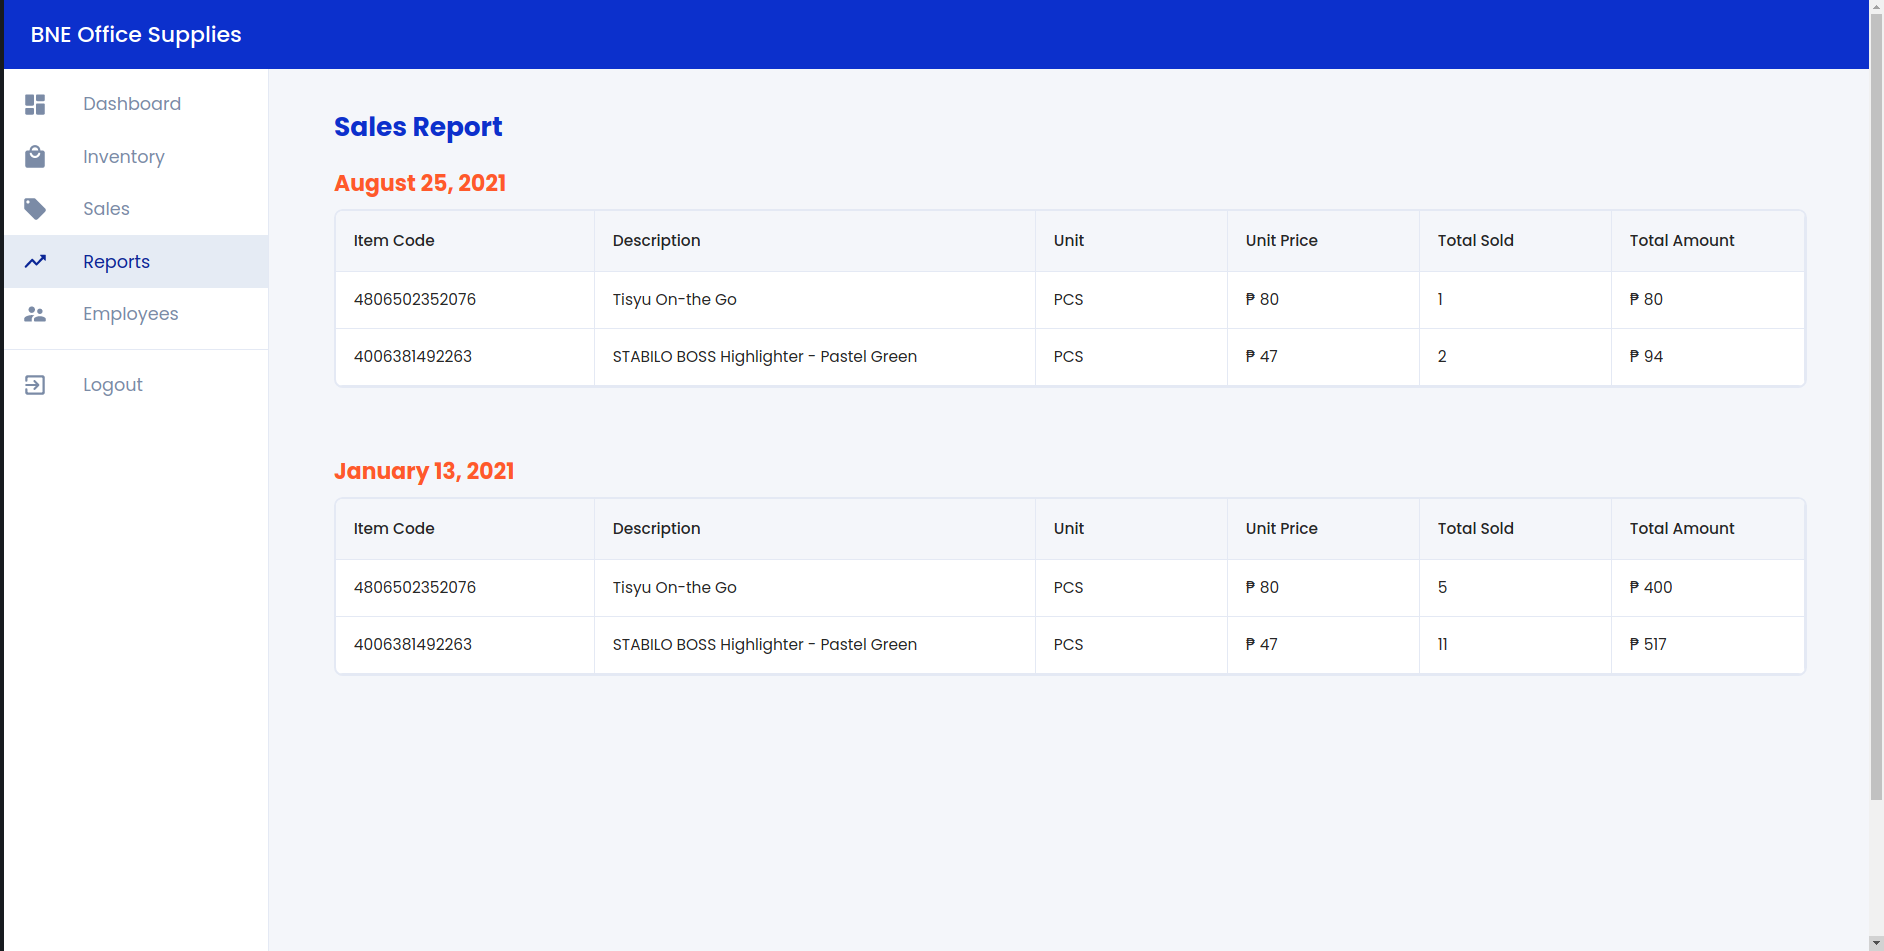 BNE Office Supplies
Dashboard
Inventory
Sales
Reports
Employees
Logout
Sales Report
August 25, 2021
Item Code Description Unit Unit Price Total Sold Total Amount
4806502352076 Tisyu On-the Go PCS ₱ 80 1 ₱ 80
4006381492263 STABILO BOSS Highlighter - Pastel Green PCS ₱ 47 2 ₱ 94
January 13, 2021
Item Code Description Unit Unit Price Total Sold Total Amount
4806502352076 Tisyu On-the Go PCS ₱ 80 5 ₱ 400
4006381492263 STABILO BOSS Highlighter - Pastel Green PCS ₱ 47 11 ₱ 517